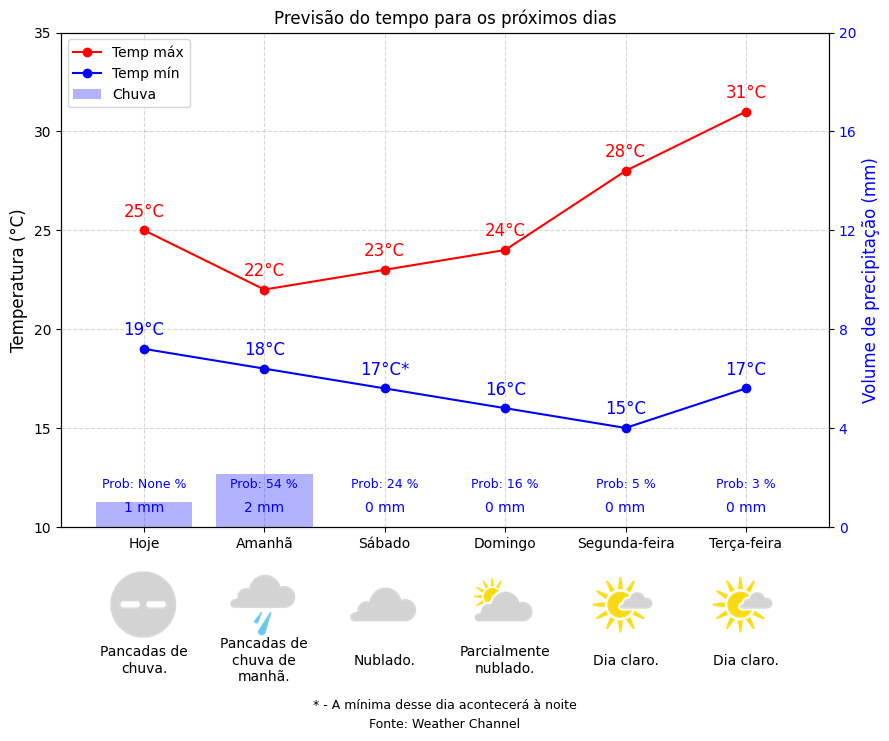 Previsão do tempo para os próximos dias
Temp máx
Temp mín
Chuva
35
30
25
20
15
10
Temperatura (°C)
20
16
12
8
4
0
Volume de precipitação (mm)
25°C
22°C
23°C
24°C
28°C
31°C
19°C
18°C
17°C*
16°C
15°C
17°C
Prob: None %
Prob: 54 %
Prob: 24 %
Prob: 16 %
Prob: 5 %
Prob: 3 %
1 mm
2 mm
0 mm
0 mm
0 mm
0 mm
Hoje
Amanhã
Sábado
Domingo
Segunda-feira
Terça-feira
Pancadas de
chuva.
Pancadas de
chuva de
manhã.
Nublado.
Parcialmente
nublado.
Dia claro.
Dia claro.
* - A mínima desse dia acontecerá à noite
Fonte: Weather Channel